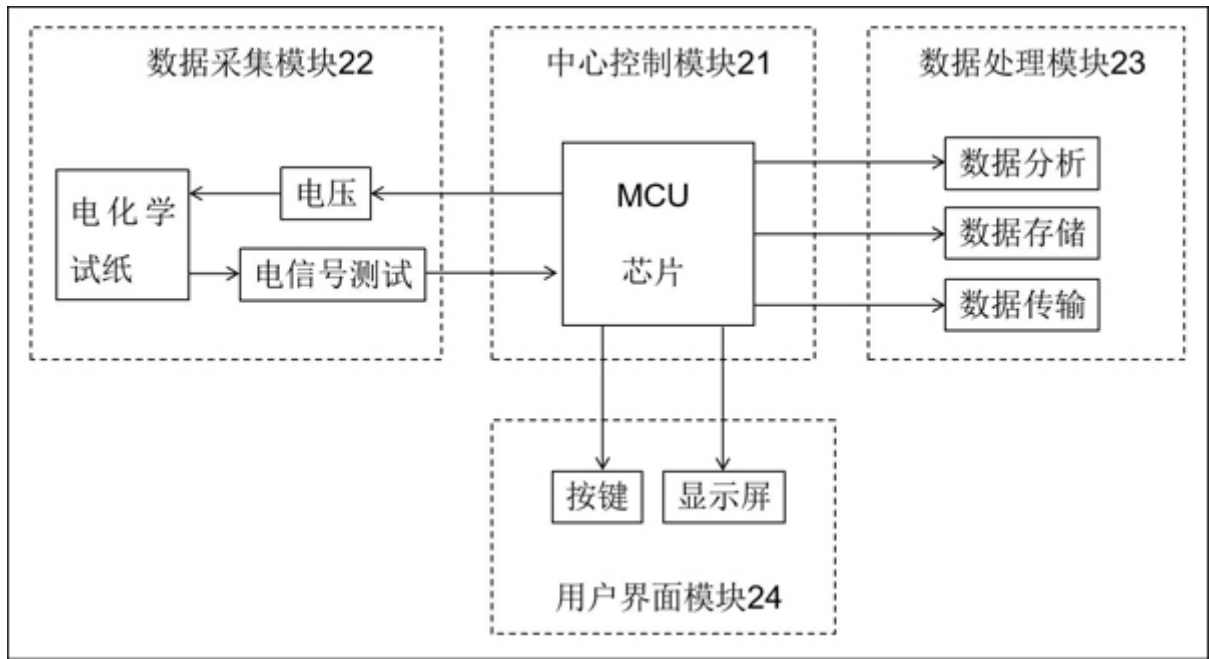 数据采集模块22
中心控制模块21
数据处理模块23
电化学
试纸
电压
电信号测试
MCU
芯片
数据分析
数据存储
数据传输
按键
显示屏
用户界面模块24